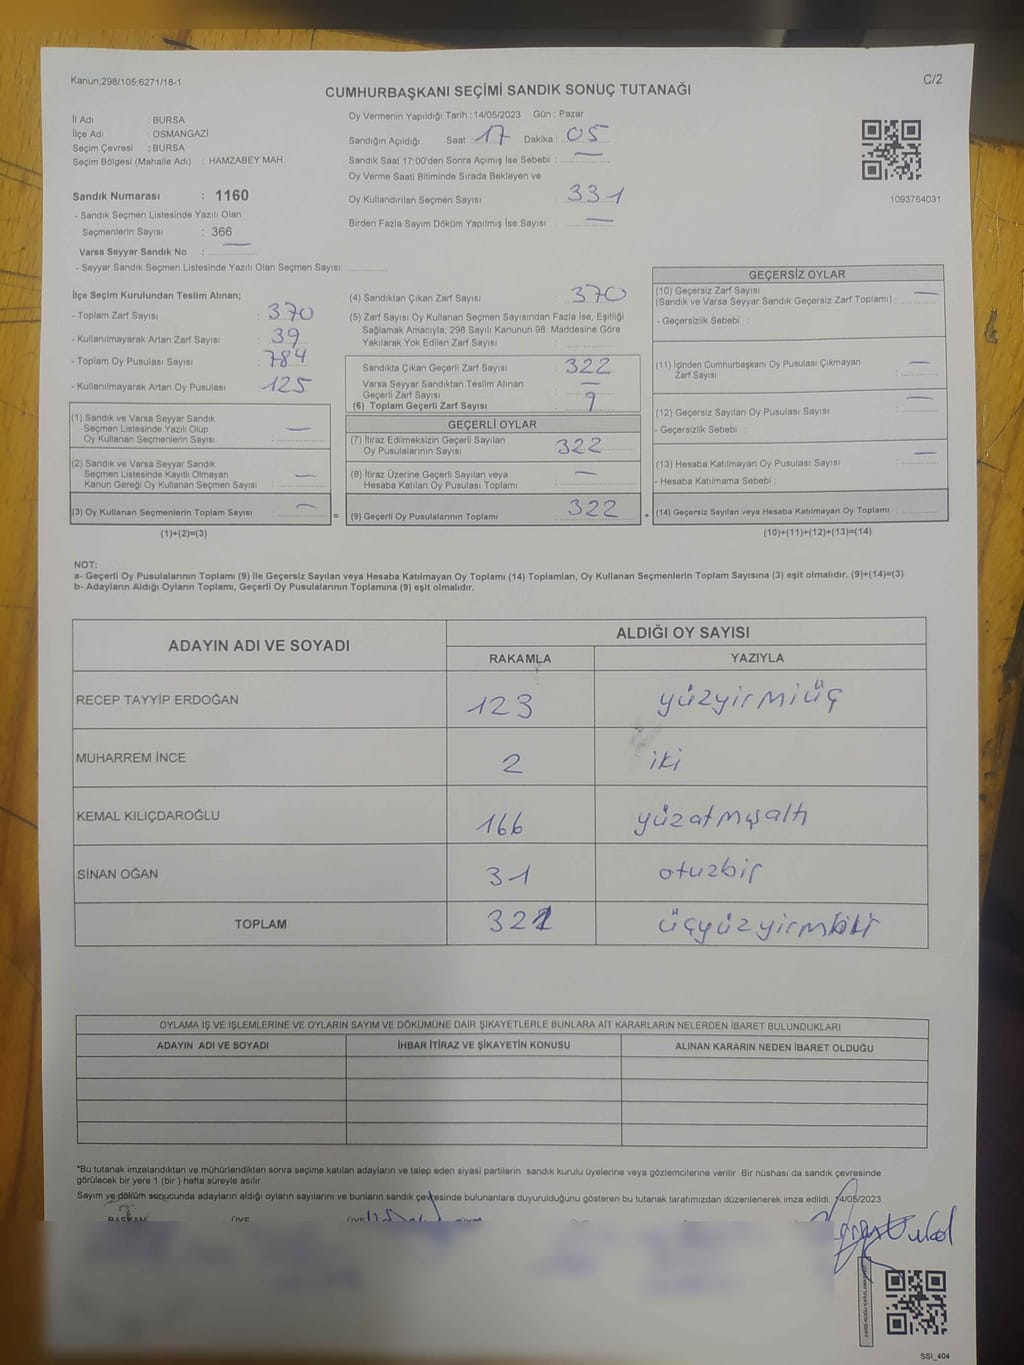 Kanun;298/105;6271/18-1
C/2
CUMHURBAŞKANI SEÇİMİ SANDIK SONUÇ TUTANAĞI
İl Adı : BURSA
İlçe Adı : OSMANGAZİ
Seçim Çevresi : BURSA
Seçim Bölgesi (Mahalle Adı) : HAMZABEY MAH.
Sandık Numarası : 1160
- Sandık Seçmen Listesinde Yazılı Olan
Seçmenlerin Sayısı : 366
Varsa Seyyar Sandık No : —
- Seyyar Sandık Seçmen Listesinde Yazılı Olan Seçmen Sayısı:
Oy Vermenin Yapıldığı Tarih : 14/05/2023 Gün : Pazar
Sandığın Açıldığı Saat : 17 Dakika : 05
Sandık Saat 17:00'den Sonra Açımış İse Sebebi : —
Oy Verme Saati Bitiminde Sırada Bekleyen ve
Oy Kullandırılan Seçmen Sayısı : 331
Birden Fazla Sayım Döküm Yapılmış İse Sayısı : —
1093764031
İlçe Seçim Kurulundan Teslim Alınan;
- Toplam Zarf Sayısı : 370
- Kullanılmayarak Artan Zarf Sayısı : 39
- Toplam Oy Pusulası Sayısı : 784
- Kullanılmayarak Artan Oy Pusulası : 125
(1) Sandık ve Varsa Seyyar Sandık
Seçmen Listesinde Yazılı Olup
Oy Kullanan Seçmenlerin Sayısı : —
(2) Sandık ve Varsa Seyyar Sandık
Seçmen Listesinde Kayıtlı Olmayan
Kanun Gereği Oy Kullanan Seçmen Sayısı : —
(3) Oy Kullanan Seçmenlerin Toplam Sayısı : —
(1)+(2)=(3)
=
(4) Sandıktan Çıkan Zarf Sayısı : 370
(5) Zarf Sayısı Oy Kullanan Seçmen Sayısından Fazla İse, Eşitliği
Sağlamak Amacıyla; 298 Sayılı Kanunun 98. Maddesine Göre
Yakılarak Yok Edilen Zarf Sayısı :
Sandıkta Çıkan Geçerli Zarf Sayısı : 322
Varsa Seyyar Sandıktan Teslim Alınan
Geçerli Zarf Sayısı : —
(6) Toplam Geçerli Zarf Sayısı : 9
GEÇERLİ OYLAR
(7) İtiraz Edilmeksizin Geçerli Sayılan
Oy Pusulalarının Sayısı : 322
(8) İtiraz Üzerine Geçerli Sayılan veya
Hesaba Katılan Oy Pusulası Toplamı : —
(9) Geçerli Oy Pusulalarının Toplamı : 322
+
GEÇERSİZ OYLAR
(10) Geçersiz Zarf Sayısı
(Sandık ve Varsa Seyyar Sandık Geçersiz Zarf Toplamı) : —
- Geçersizlik Sebebi :
(11) İçinden Cumhurbaşkanı Oy Pusulası Çıkmayan
Zarf Sayısı : —
(12) Geçersiz Sayılan Oy Pusulası Sayısı : —
- Geçersizlik Sebebi :
(13) Hesaba Katılmayan Oy Pusulası Sayısı : —
- Hesaba Katılmama Sebebi :
(14) Geçersiz Sayılan veya Hesaba Katılmayan Oy Toplamı :
(10)+(11)+(12)+(13)=(14)
NOT:
a- Geçerli Oy Pusulalarının Toplamı (9) İle Geçersiz Sayılan veya Hesaba Katılmayan Oy Toplamı (14) Toplamları, Oy Kullanan Seçmenlerin Toplam Sayısına (3) eşit olmalıdır. (9)+(14)=(3)
b- Adayların Aldığı Oyların Toplamı, Geçerli Oy Pusulalarının Toplamına (9) eşit olmalıdır.
ADAYIN ADI VE SOYADI
ALDIĞI OY SAYISI
RAKAMLA YAZIYLA
RECEP TAYYİP ERDOĞAN 123 yüzyirmiüç
MUHARREM İNCE 2 iki
KEMAL KILIÇDAROĞLU 166 yüzatmışaltı
SİNAN OĞAN 31 otuzbir
TOPLAM 322 üçyüzyirmiiki
OYLAMA İŞ VE İŞLEMLERİNE VE OYLARIN SAYIM VE DÖKÜMÜNE DAİR ŞİKAYETLERLE BUNLARA AİT KARARLARIN NELERDEN İBARET BULUNDUKLARI
ADAYIN ADI VE SOYADI İHBAR İTİRAZ VE ŞİKAYETİN KONUSU ALINAN KARARIN NEDEN İBARET OLDUĞU
*Bu tutanak imzalandıktan ve mühürlendikten sonra seçime katılan adayların ve talep eden siyasi partilerin sandık kurulu üyelerine veya gözlemcilerine verilir. Bir nüshası da sandık çevresinde
görülecek bir yere 1 (bir ) hafta süreyle asılır.
Sayım ve döküm sonucunda adayların aldığı oyların sayılarını ve bunların sandık çevresinde bulunanlara duyurulduğunu gösteren bu tutanak tarafımızdan düzenlenerek imza edildi. 14/05/2023
BAŞKAN ÜYE ÜYE
SSI_404